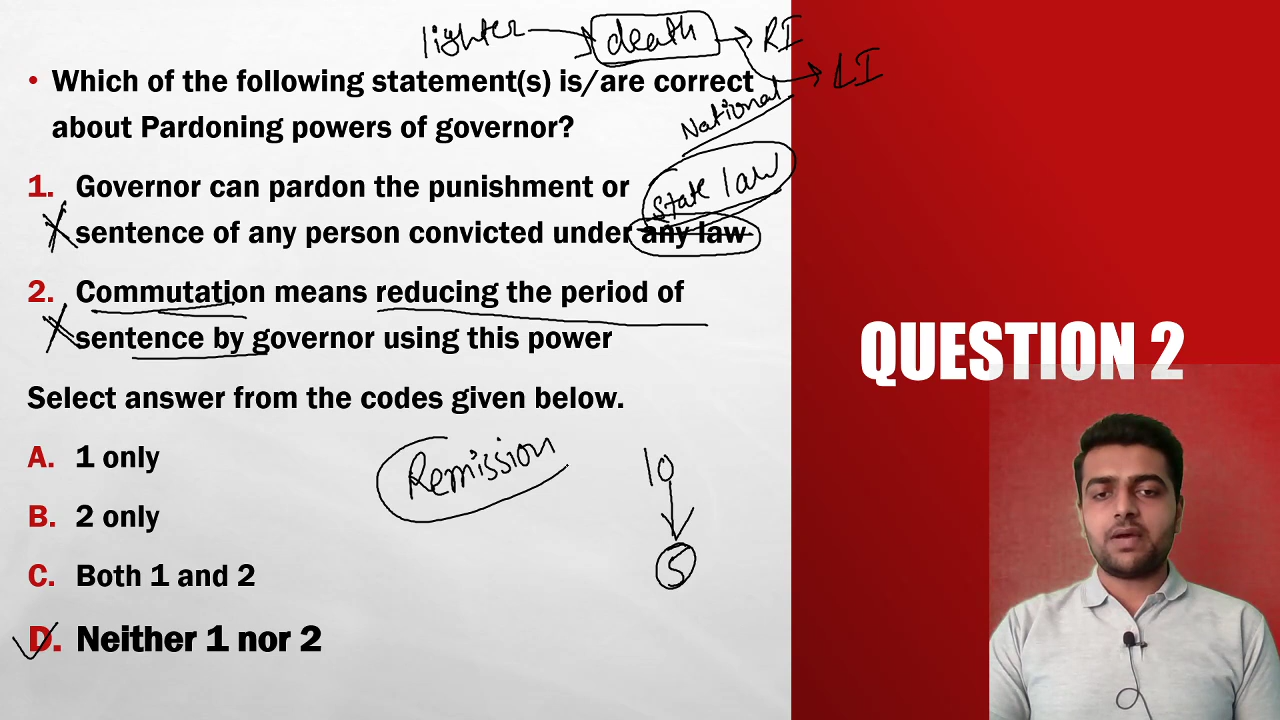 lighter death RI
LI
• Which of the following statement(s) is/are correct
about Pardoning powers of governor?
National
1. Governor can pardon the punishment or
State law
sentence of any person convicted under any law
2. Commutation means reducing the period of
sentence by governor using this power
Select answer from the codes given below.
QUESTION 2
A. 1 only
Remission
10
B. 2 only
5
C. Both 1 and 2
D. Neither 1 nor 2